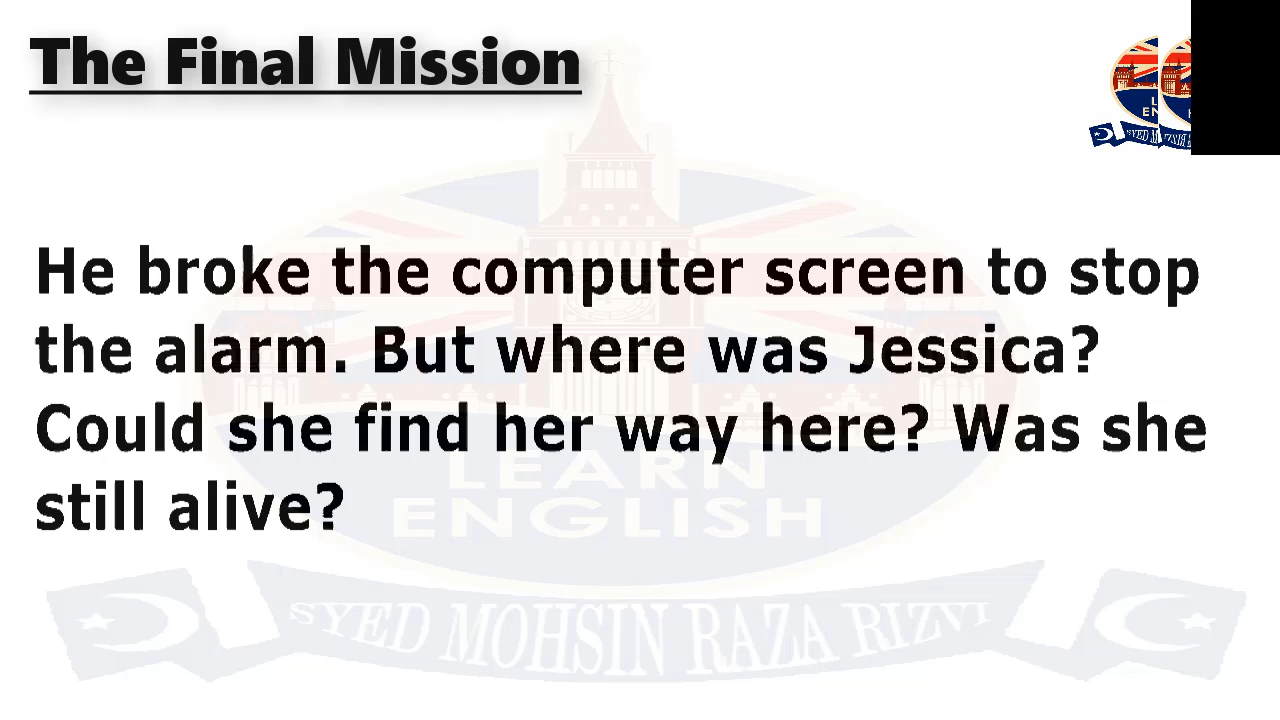 The Final Mission
He broke the computer screen to stop
the alarm. But where was Jessica?
Could she find her way here? Was she
still alive?
LEARN
ENGLISH
SYED MOHSIN RAZA RIZVI